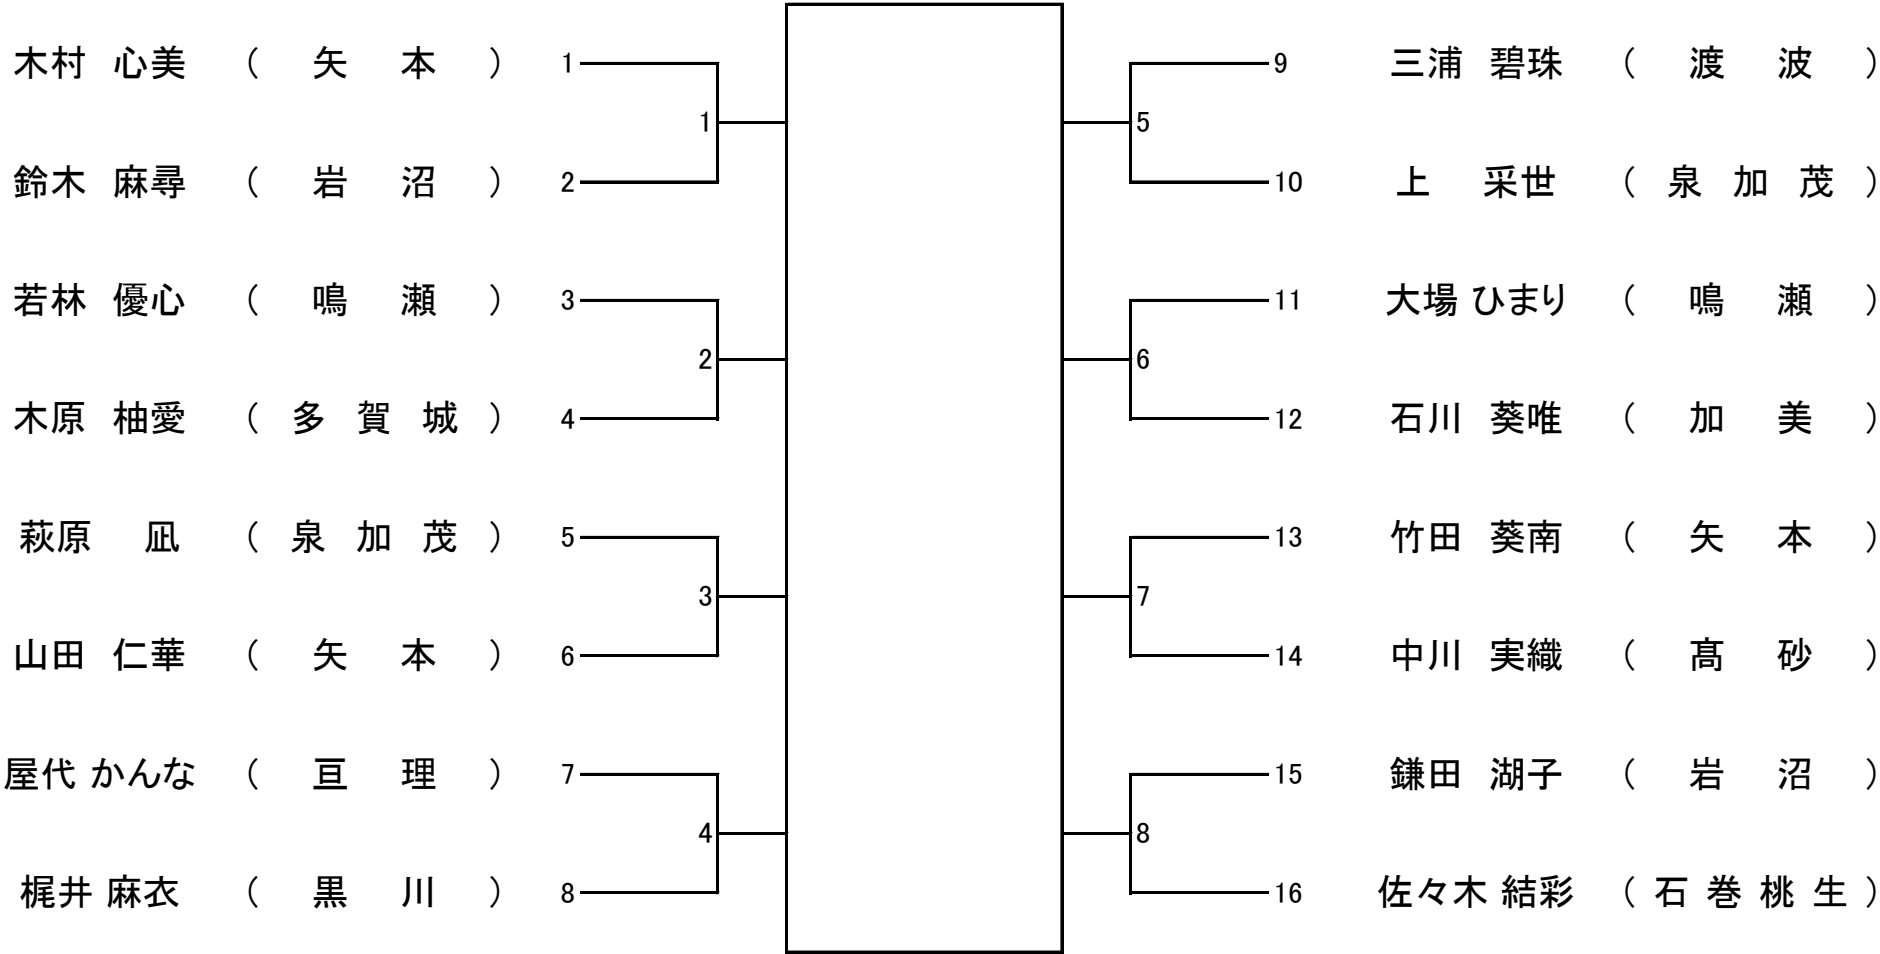 木村 心美 （ 矢 本 ） 1
1
鈴木 麻尋 （ 岩 沼 ） 2
若林 優心 （ 鳴 瀬 ） 3
2
木原 柚愛 （ 多 賀 城 ） 4
萩原 凪 （ 泉 加 茂 ） 5
3
山田 仁華 （ 矢 本 ） 6
屋代 かんな （ 亘 理 ） 7
4
梶井 麻衣 （ 黒 川 ） 8
9 三浦 碧珠 （ 渡 波 ）
5
10 上 采世 （ 泉 加 茂 ）
11 大場 ひまり （ 鳴 瀬 ）
6
12 石川 葵唯 （ 加 美 ）
13 竹田 葵南 （ 矢 本 ）
7
14 中川 実織 （ 髙 砂 ）
15 鎌田 湖子 （ 岩 沼 ）
8
16 佐々木 結彩 （ 石 巻 桃 生 ）